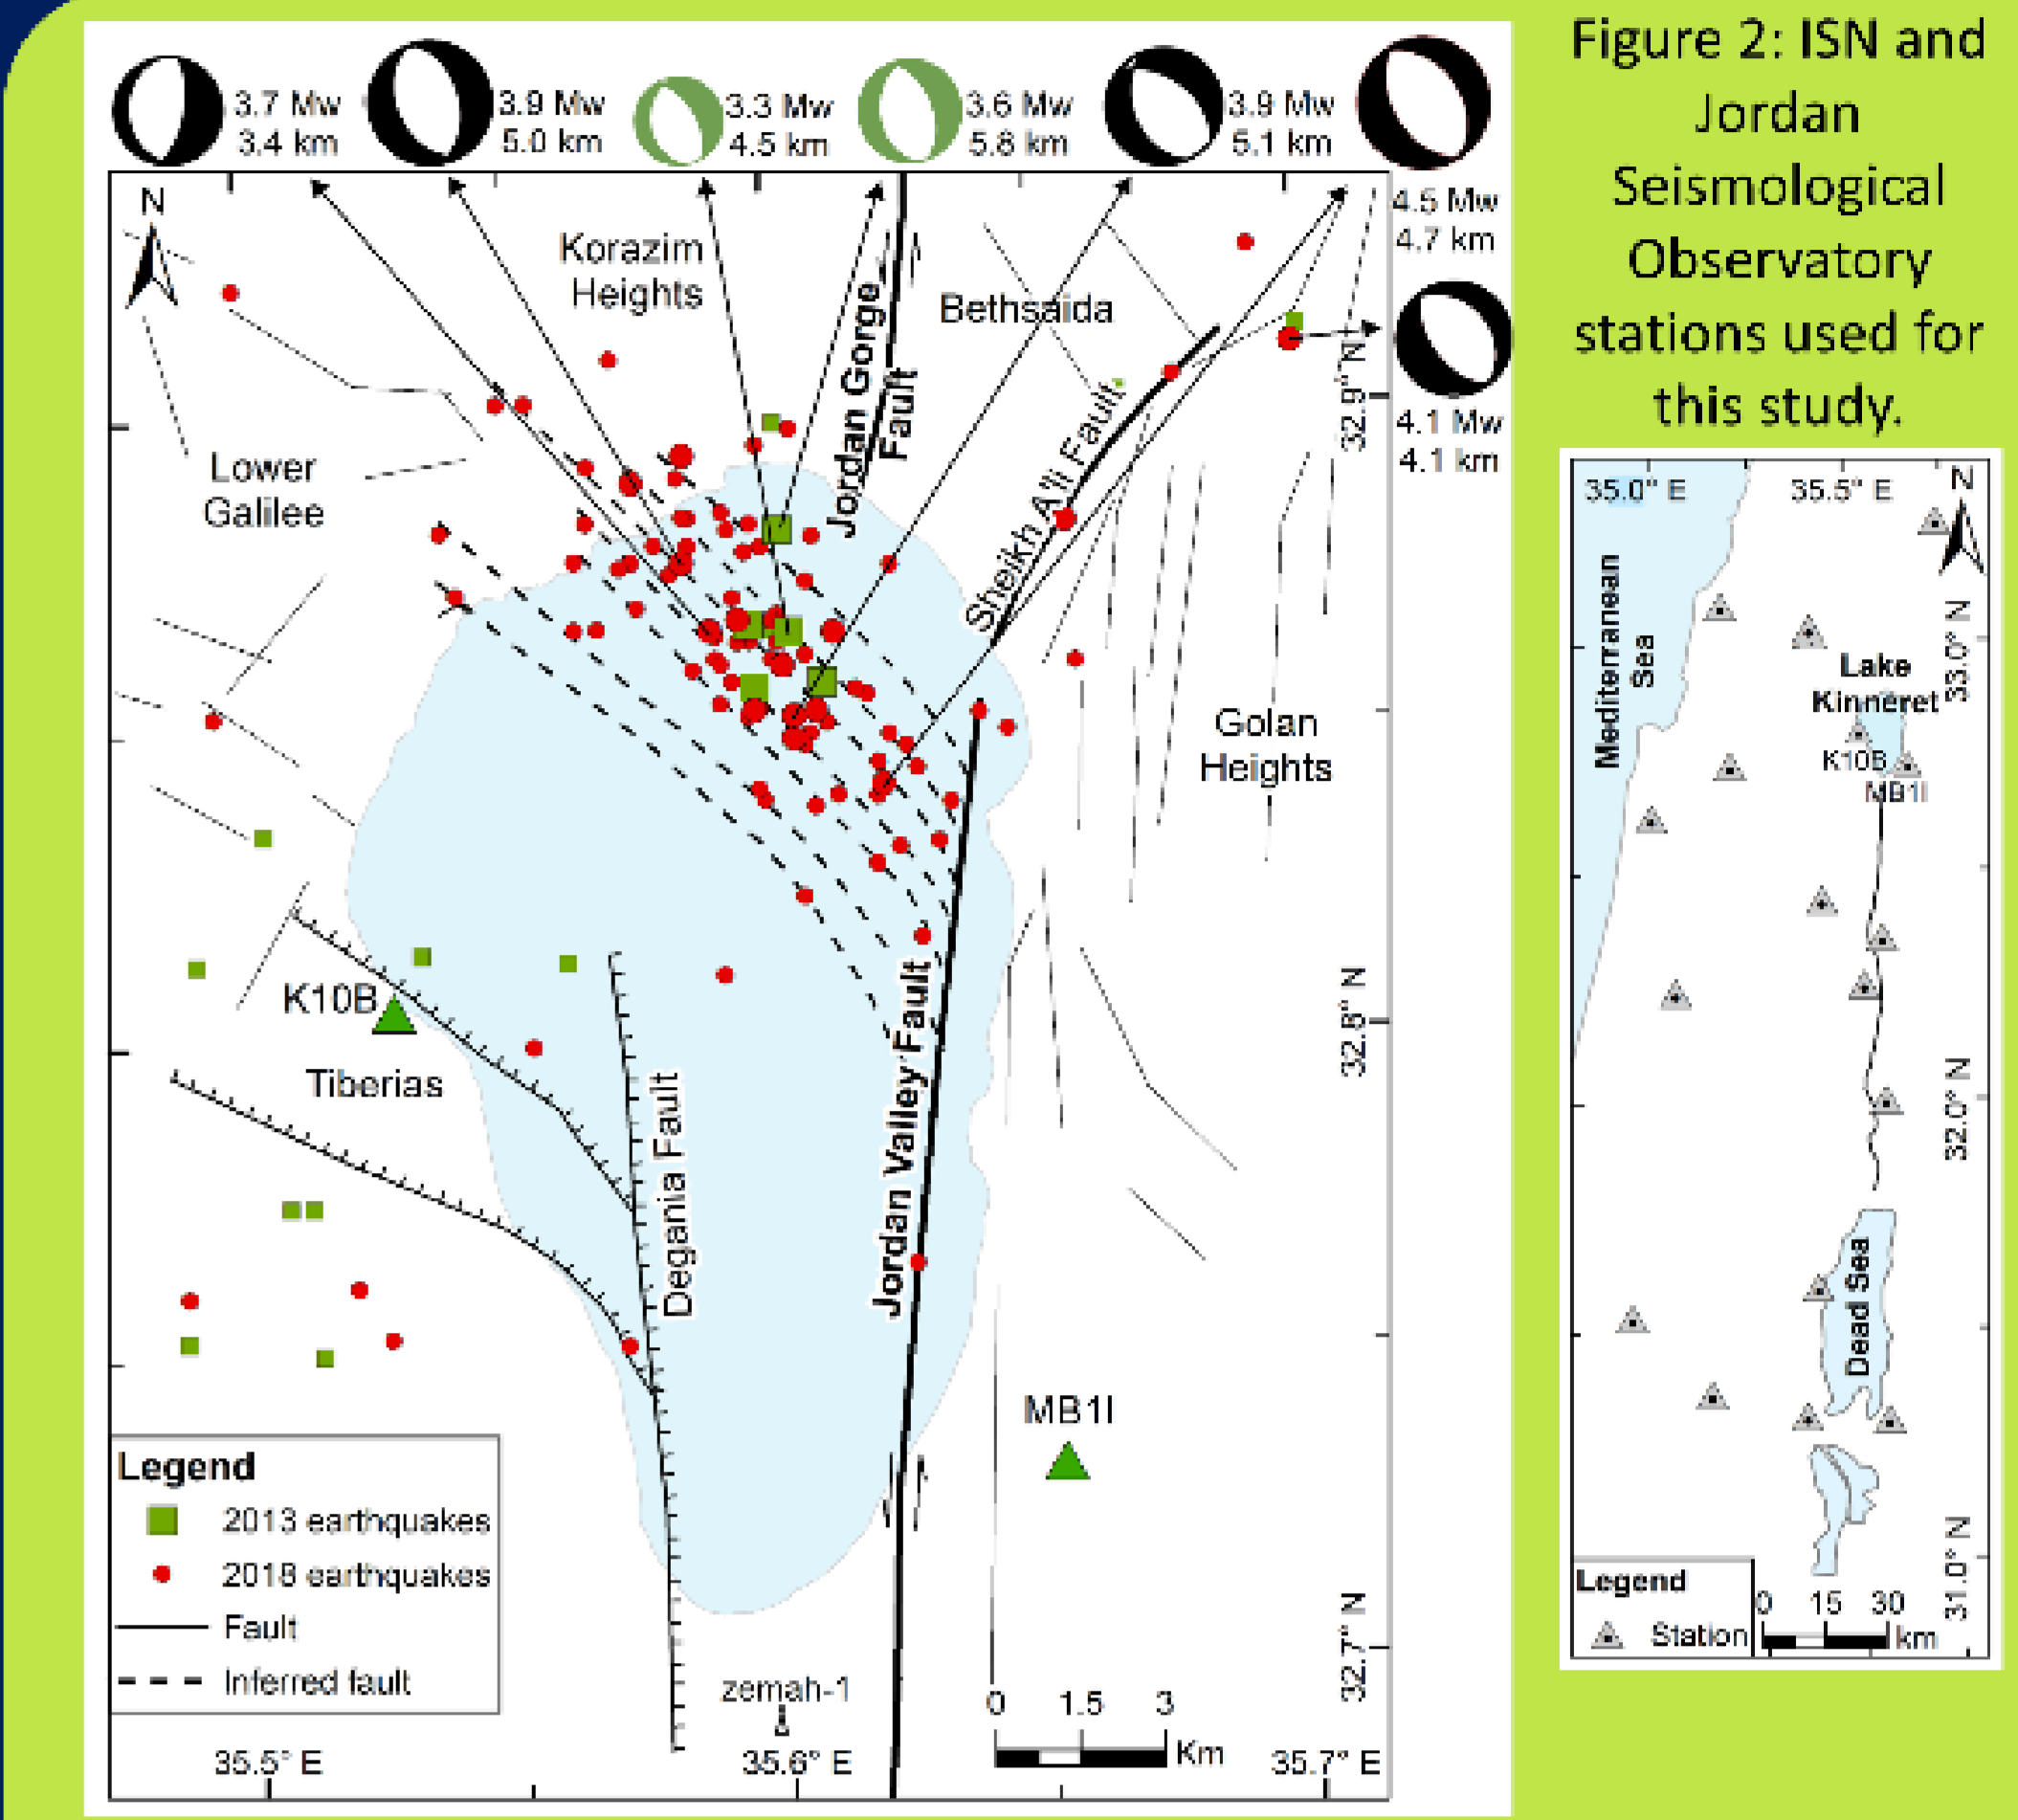 3.7 Mw
3.4 km
3.9 Mw
5.0 km
3.3 Mw
4.5 km
3.6 Mw
5.8 km
3.9 Mw
5.1 km
4.5 Mw
4.7 km
4.1 Mw
4.1 km
N
Korazim
Heights
Jordan Gorge
Fault
Bethsaida
Sheikh A'li Fault
32.9° N
Lower
Galilee
Golan
Heights
K10B
Tiberias
Degania Fault
Jordan Valley Fault
32.8° N
MB1I
Legend
2013 earthquakes
2018 earthquakes
Fault
Inferred fault
zemah-1
0 1.5 3
Km
32.7° N
35.5° E
35.6° E
35.7° E
Figure 2: ISN and
Jordan
Seismological
Observatory
stations used for
this study.
35.0° E
35.5° E
N
Mediterranean
Sea
33.0° N
Lake
Kinneret
K10B
MB1I
32.0° N
Dead Sea
31.0° N
Legend
Station
0 15 30
km